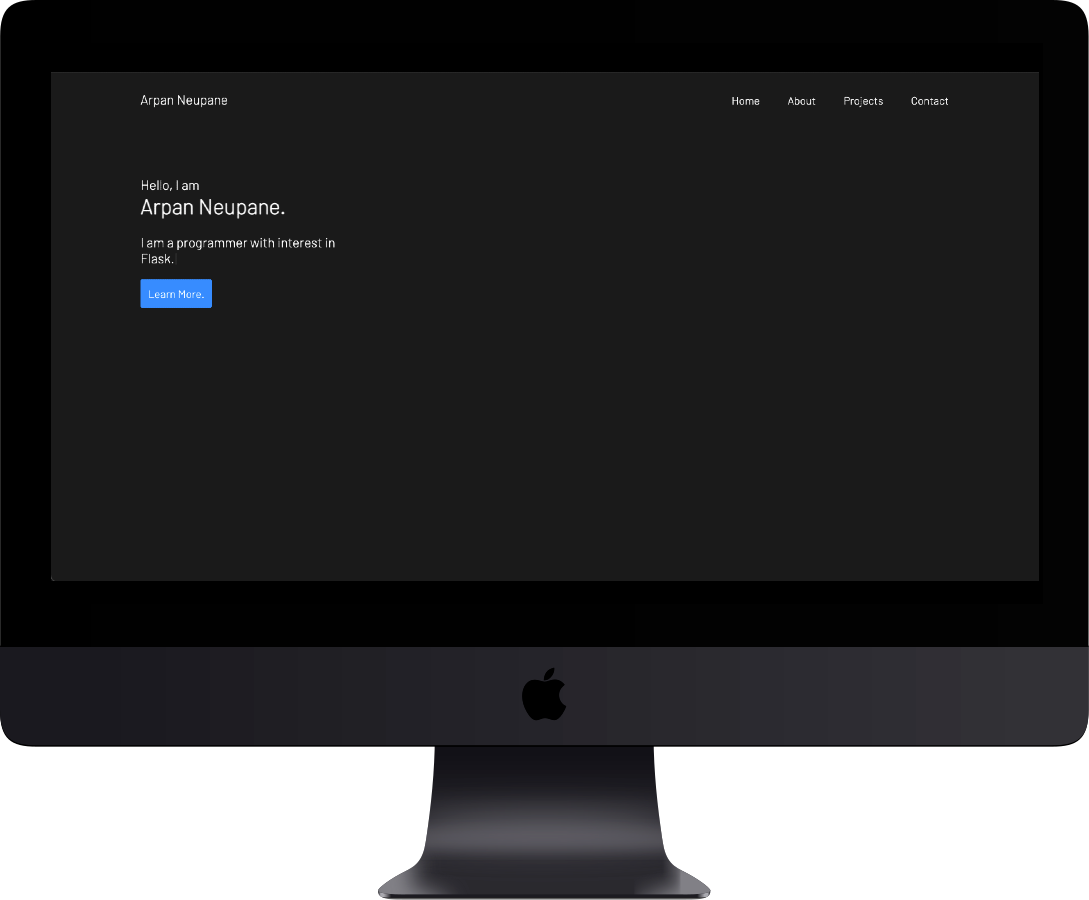 Arpan Neupane
Home About Projects Contact
Hello, I am
Arpan Neupane.
I am a programmer with interest in
Flask.
Learn More.